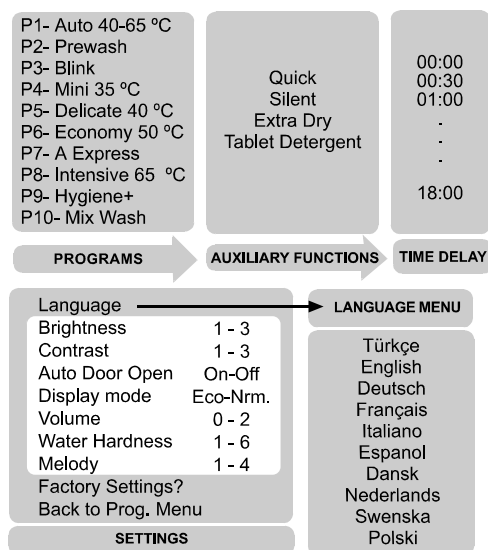 P1- Auto 40-65 ºC
P2- Prewash
P3- Blink
P4- Mini 35 ºC
P5- Delicate 40 ºC
P6- Economy 50 ºC
P7- A Express
P8- Intensive 65 ºC
P9- Hygiene+
P10- Mix Wash
PROGRAMS
Quick
Silent
Extra Dry
Tablet Detergent
AUXILIARY FUNCTIONS
00:00
00:30
01:00
.
.
.
18:00
TIME DELAY
Language
Brightness 1 - 3
Contrast 1 - 3
Auto Door Open On-Off
Display mode Eco-Nrm.
Volume 0 - 2
Water Hardness 1 - 6
Melody 1 - 4
Factory Settings?
Back to Prog. Menu
SETTINGS
LANGUAGE MENU
Türkçe
English
Deutsch
Français
Italiano
Espanol
Dansk
Nederlands
Swenska
Polski